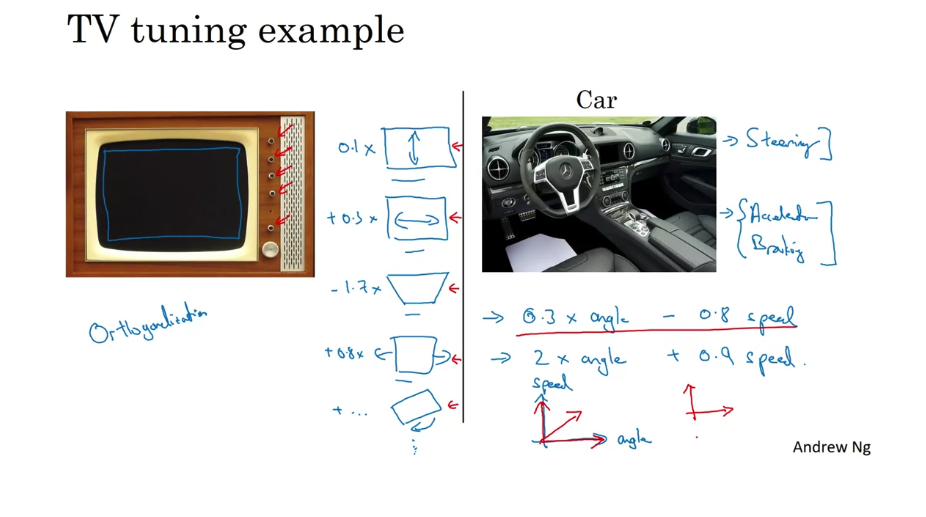 TV tuning example
0.1 x
+ 0.3 x
- 1.7 x
+ 0.8 x
+ ...
Orthogonalization
Car
→ Steering
→ Acceleration
Braking
→ 0.3 x angle - 0.8 speed
→ 2 x angle + 0.9 speed.
speed
angle
Andrew Ng